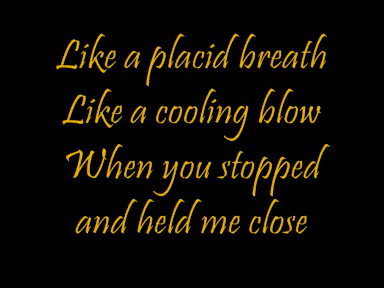 Like a placid breath
Like a cooling blow
When you stopped
and held me close